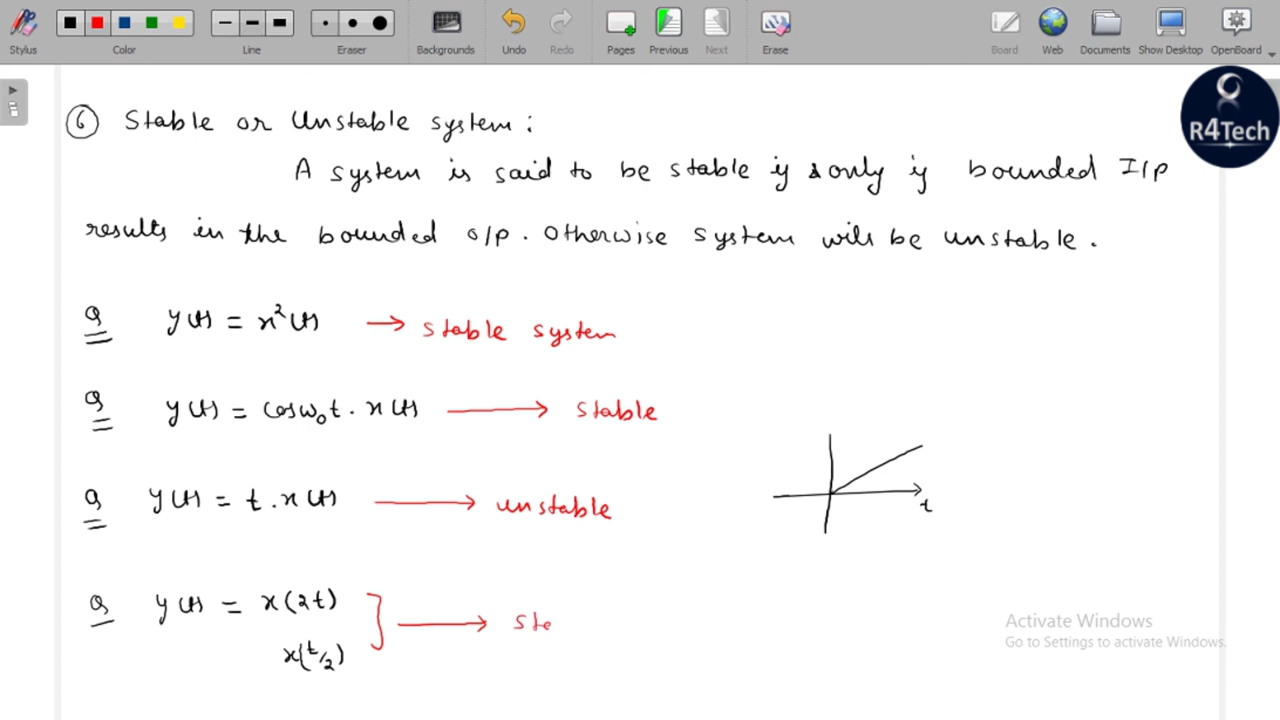 Stylus
Color
Line
Eraser
Backgrounds
Undo
Redo
Pages
Previous
Next
Erase
Board
Web
Documents
Show Desktop
OpenBoard
R4Tech
⑥ Stable or Unstable system :
A system is said to be stable if & only if bounded I/p
results in the bounded o/p. Otherwise system will be unstable.
Q y(t) = x²(t) → stable system
Q y(t) = cosω₀t . x(t) → stable
Q y(t) = t . x(t) → unstable
t
Q y(t) = x(2t) } → ste
x(t/2)
Activate Windows
Go to Settings to activate Windows.